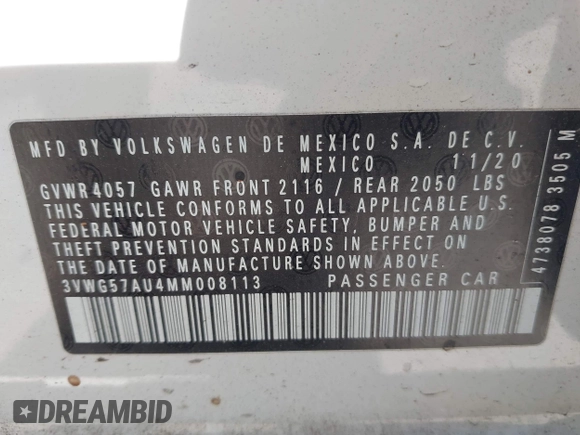 MFD BY VOLKSWAGEN DE MEXICO S.A. DE C.V.
MEXICO 11/20
GVWR4057 GAWR FRONT 2116 / REAR 2050 LBS
THIS VEHICLE CONFORMS TO ALL APPLICABLE U.S.
FEDERAL MOTOR VEHICLE SAFETY, BUMPER AND
THEFT PREVENTION STANDARDS IN EFFECT ON
THE DATE OF MANUFACTURE SHOWN ABOVE.
3VWG57AU4MM008113 PASSENGER CAR
4738078 3505 M
DREAMBID